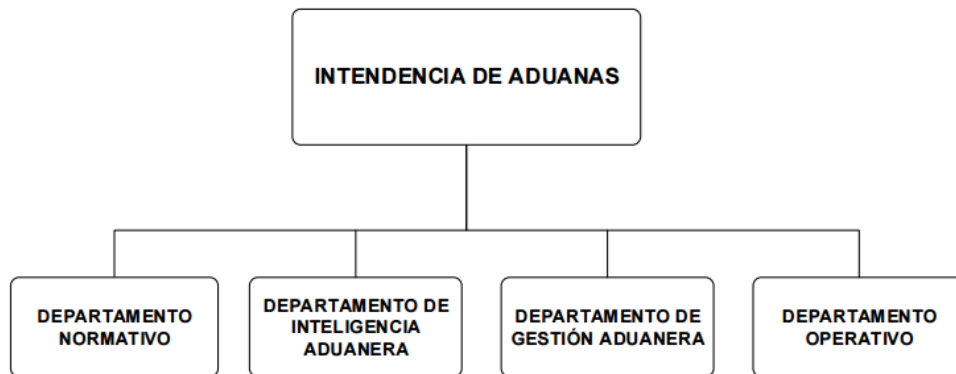 INTENDENCIA DE ADUANAS
DEPARTAMENTO
NORMATIVO
DEPARTAMENTO DE
INTELIGENCIA
ADUANERA
DEPARTAMENTO DE
GESTIÓN ADUANERA
DEPARTAMENTO
OPERATIVO